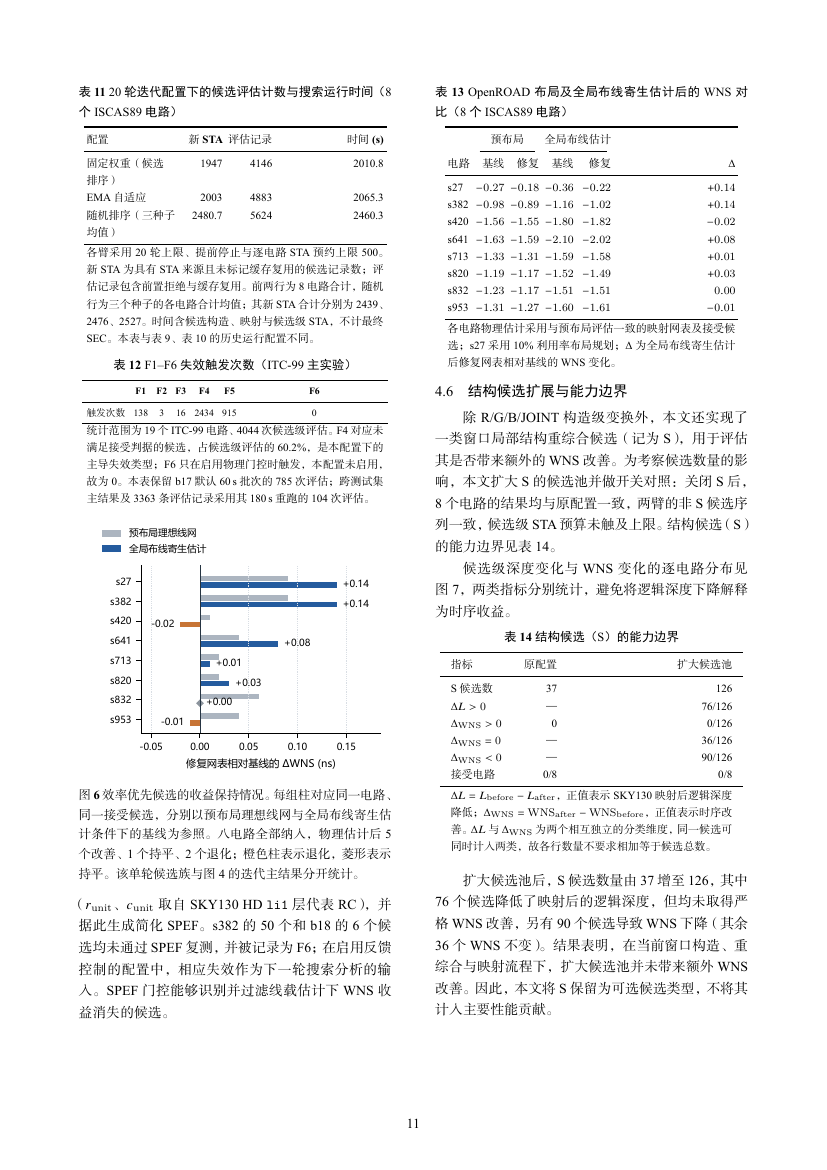 表 11 20 轮迭代配置下的候选评估计数与搜索运行时间（8
个 ISCAS89 电路）
配置 新 STA 评估记录 时间 (s)
固定权重（候选 1947 4146 2010.8
排序）
EMA 自适应 2003 4883 2065.3
随机排序（三种子 2480.7 5624 2460.3
均值）
各臂采用 20 轮上限、提前停止与逐电路 STA 预约上限 500。
新 STA 为具有 STA 来源且未标记缓存复用的候选记录数；评
估记录包含前置拒绝与缓存复用。前两行为 8 电路合计，随机
行为三个种子的各电路合计均值；其新 STA 合计分别为 2439、
2476、2527。时间含候选构造、映射与候选级 STA，不计最终
SEC。本表与表 9、表 10 的历史运行配置不同。
表 12 F1–F6 失效触发次数（ITC-99 主实验）
F1 F2 F3 F4 F5 F6
触发次数 138 3 16 2434 915 0
统计范围为 19 个 ITC-99 电路、4044 次候选级评估。F4 对应未
满足接受判据的候选，占候选级评估的 60.2%，是本配置下的
主导失效类型；F6 只在启用物理门控时触发，本配置未启用，
故为 0。本表保留 b17 默认 60 s 批次的 785 次评估；跨测试集
主结果及 3363 条评估记录采用其 180 s 重跑的 104 次评估。
预布局理想线网
全局布线寄生估计
s27 +0.14
s382 +0.14
s420 -0.02
s641 +0.08
s713 +0.01
s820 +0.03
s832 +0.00
s953 -0.01
-0.05 0.00 0.05 0.10 0.15
修复网表相对基线的 ΔWNS (ns)
图 6 效率优先候选的收益保持情况。每组柱对应同一电路、
同一接受候选，分别以预布局理想线网与全局布线寄生估
计条件下的基线为参照。八电路全部纳入，物理估计后 5
个改善、1 个持平、2 个退化；橙色柱表示退化，菱形表示
持平。该单轮候选族与图 4 的迭代主结果分开统计。
（r_unit、c_unit 取自 SKY130 HD li1 层代表 RC），并
据此生成简化 SPEF。s382 的 50 个和 b18 的 6 个候
选均未通过 SPEF 复测，并被记录为 F6；在启用反馈
控制的配置中，相应失效作为下一轮搜索分析的输
入。SPEF 门控能够识别并过滤线载估计下 WNS 收
益消失的候选。
表 13 OpenROAD 布局及全局布线寄生估计后的 WNS 对
比（8 个 ISCAS89 电路）
预布局 全局布线估计
电路 基线 修复 基线 修复 Δ
s27 −0.27 −0.18 −0.36 −0.22 +0.14
s382 −0.98 −0.89 −1.16 −1.02 +0.14
s420 −1.56 −1.55 −1.80 −1.82 −0.02
s641 −1.63 −1.59 −2.10 −2.02 +0.08
s713 −1.33 −1.31 −1.59 −1.58 +0.01
s820 −1.19 −1.17 −1.52 −1.49 +0.03
s832 −1.23 −1.17 −1.51 −1.51 0.00
s953 −1.31 −1.27 −1.60 −1.61 −0.01
各电路物理估计采用与预布局评估一致的映射网表及接受候
选；s27 采用 10% 利用率布局规划；Δ 为全局布线寄生估计
后修复网表相对基线的 WNS 变化。
4.6 结构候选扩展与能力边界
除 R/G/B/JOINT 构造级变换外，本文还实现了
一类窗口局部结构重综合候选（记为 S），用于评估
其是否带来额外的 WNS 改善。为考察候选数量的影
响，本文扩大 S 的候选池并做开关对照：关闭 S 后，
8 个电路的结果均与原配置一致，两臂的非 S 候选序
列一致，候选级 STA 预算未触及上限。结构候选（S）
的能力边界见表 14。
候选级深度变化与 WNS 变化的逐电路分布见
图 7，两类指标分别统计，避免将逻辑深度下降解释
为时序收益。
表 14 结构候选（S）的能力边界
指标 原配置 扩大候选池
S 候选数 37 126
ΔL > 0 — 76/126
Δ_WNS > 0 0 0/126
Δ_WNS = 0 — 36/126
Δ_WNS < 0 — 90/126
接受电路 0/8 0/8
ΔL = L_before − L_after，正值表示 SKY130 映射后逻辑深度
降低；Δ_WNS = WNS_after − WNS_before，正值表示时序改
善。ΔL 与 Δ_WNS 为两个相互独立的分类维度，同一候选可
同时计入两类，故各行数量不要求相加等于候选总数。
扩大候选池后，S 候选数量由 37 增至 126，其中
76 个候选降低了映射后的逻辑深度，但均未取得严
格 WNS 改善，另有 90 个候选导致 WNS 下降（其余
36 个 WNS 不变）。结果表明，在当前窗口构造、重
综合与映射流程下，扩大候选池并未带来额外 WNS
改善。因此，本文将 S 保留为可选候选类型，不将其
计入主要性能贡献。
11